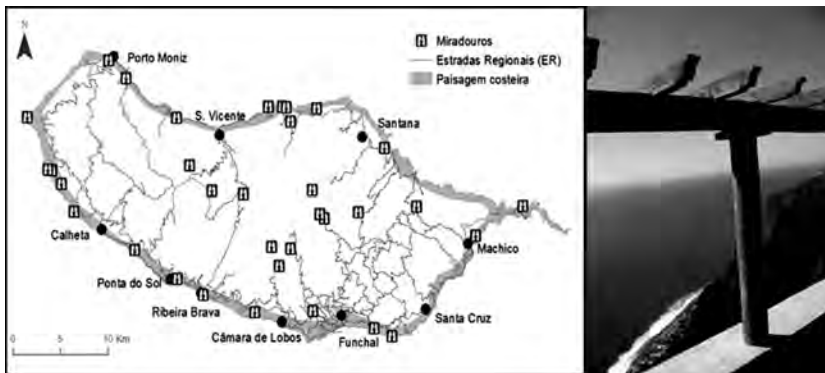 N
Miradouros
Estradas Regionais (ER)
Paisagem costeira
Porto Moniz
S. Vicente
Santana
Calheta
Machico
Ponta do Sol
Ribeira Brava
Santa Cruz
Câmara de Lobos
Funchal
0 5 10 Km